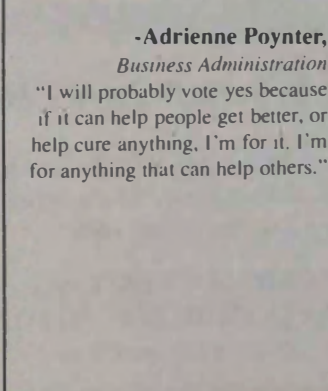 -Adrienne Poynter,
Business Administration
"I will probably vote yes because
if it can help people get better, or
help cure anything, I'm for it. I'm
for anything that can help others."